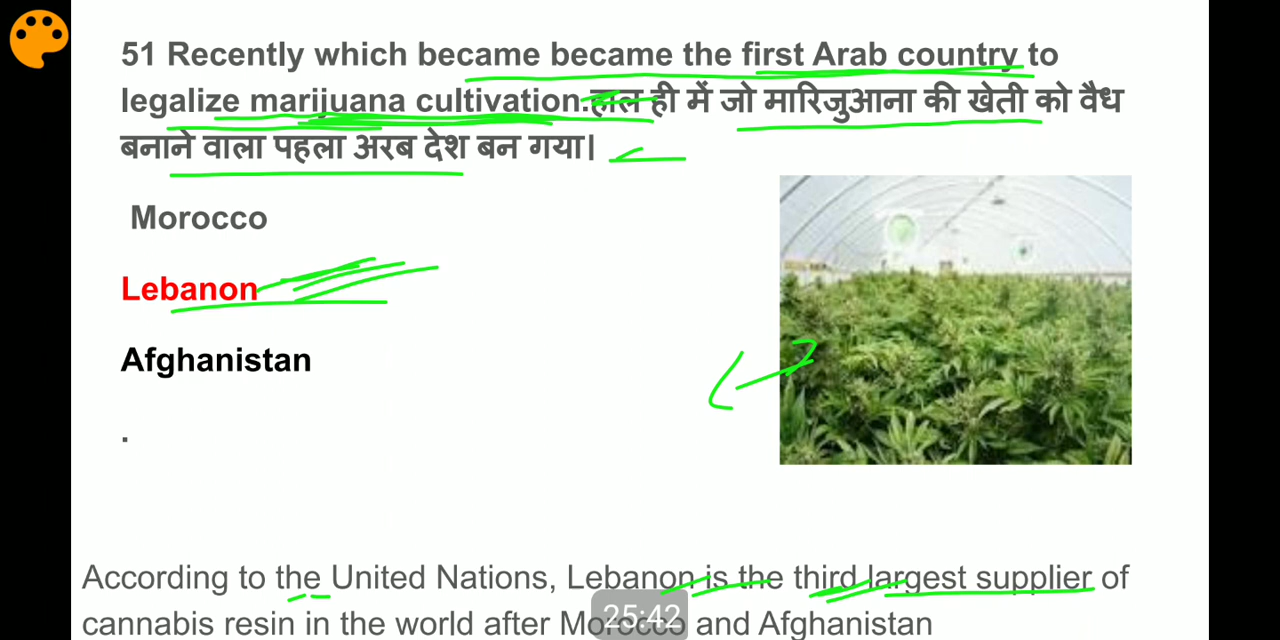 51 Recently which became became the first Arab country to
legalize marijuana cultivation.हाल ही में जो मारिजुआना की खेती को वैध
बनाने वाला पहला अरब देश बन गया।
Morocco
Lebanon
Afghanistan
.
According to the United Nations, Lebanon is the third largest supplier of
cannabis resin in the world after Morocco and Afghanistan
25:42